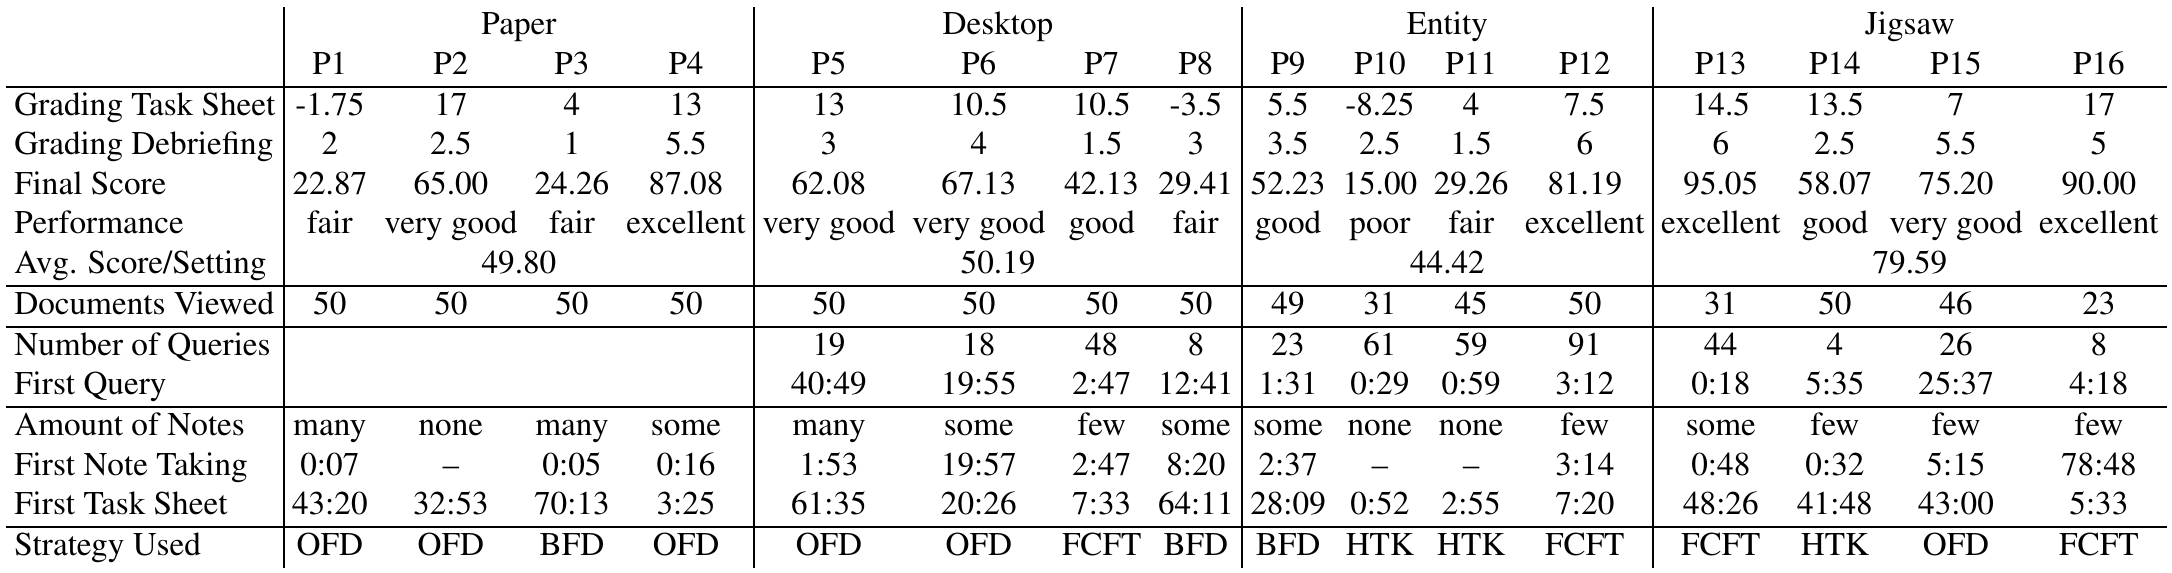 Paper Desktop Entity Jigsaw
P1 P2 P3 P4 P5 P6 P7 P8 P9 P10 P11 P12 P13 P14 P15 P16
Grading Task Sheet -1.75 17 4 13 13 10.5 10.5 -3.5 5.5 -8.25 4 7.5 14.5 13.5 7 17
Grading Debriefing 2 2.5 1 5.5 3 4 1.5 3 3.5 2.5 1.5 6 6 2.5 5.5 5
Final Score 22.87 65.00 24.26 87.08 62.08 67.13 42.13 29.41 52.23 15.00 29.26 81.19 95.05 58.07 75.20 90.00
Performance fair very good fair excellent very good very good good fair good poor fair excellent excellent good very good excellent
Avg. Score/Setting 49.80 50.19 44.42 79.59
Documents Viewed 50 50 50 50 50 50 50 50 49 31 45 50 31 50 46 23
Number of Queries 19 18 48 8 23 61 59 91 44 4 26 8
First Query 40:49 19:55 2:47 12:41 1:31 0:29 0:59 3:12 0:18 5:35 25:37 4:18
Amount of Notes many none many some many some few some some none none few some few few few
First Note Taking 0:07 – 0:05 0:16 1:53 19:57 2:47 8:20 2:37 – – 3:14 0:48 0:32 5:15 78:48
First Task Sheet 43:20 32:53 70:13 3:25 61:35 20:26 7:33 64:11 28:09 0:52 2:55 7:20 48:26 41:48 43:00 5:33
Strategy Used OFD OFD BFD OFD OFD OFD FCFT BFD BFD HTK HTK FCFT FCFT HTK OFD FCFT